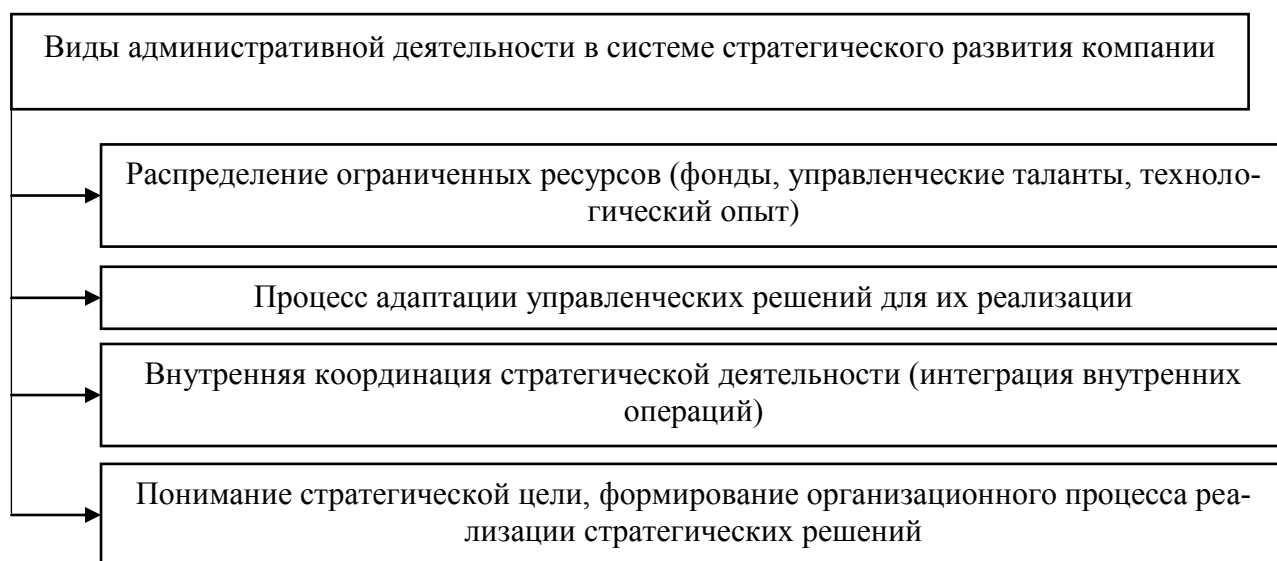 Виды административной деятельности в системе стратегического развития компании
Распределение ограниченных ресурсов (фонды, управленческие таланты, техноло-
гический опыт)
Процесс адаптации управленческих решений для их реализации
Внутренняя координация стратегической деятельности (интеграция внутренних
операций)
Понимание стратегической цели, формирование организационного процесса реа-
лизации стратегических решений